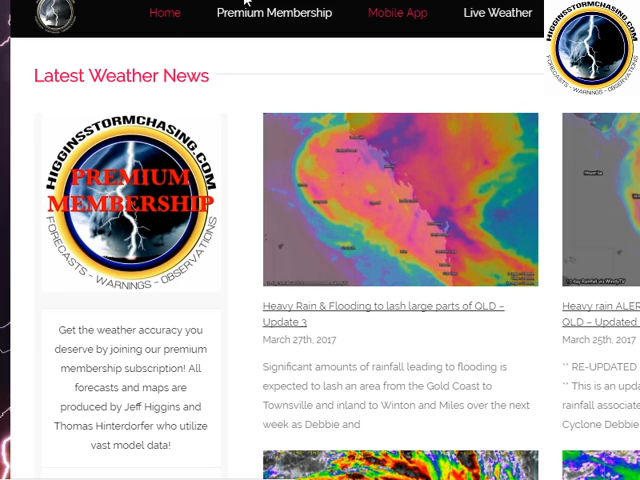 Home
Premium Membership
Mobile App
Live Weather
HIGGINSSTORMCHASING.COM
FORECASTS - WARNINGS - OBSERVATIONS
Latest Weather News
HIGGINSSTORMCHASING.COM
PREMIUM
MEMBERSHIP
FORECASTS - WARNINGS - OBSERVATIONS
Heavy Rain & Flooding to lash large parts of QLD –
Update 3
March 27th, 2017
Significant amounts of rainfall leading to flooding is
expected to lash an area from the Gold Coast to
Townsville and inland to Winton and Miles over the next
week as Debbie and
Heavy rain ALER
QLD – Updated
March 25th, 2017
** RE-UPDATED
** This is an upda
rainfall associate
Cyclone Debbie
Get the weather accuracy you
deserve by joining our premium
membership subscription! All
forecasts and maps are
produced by Jeff Higgins and
Thomas Hinterdorfer who utilize
vast model data!